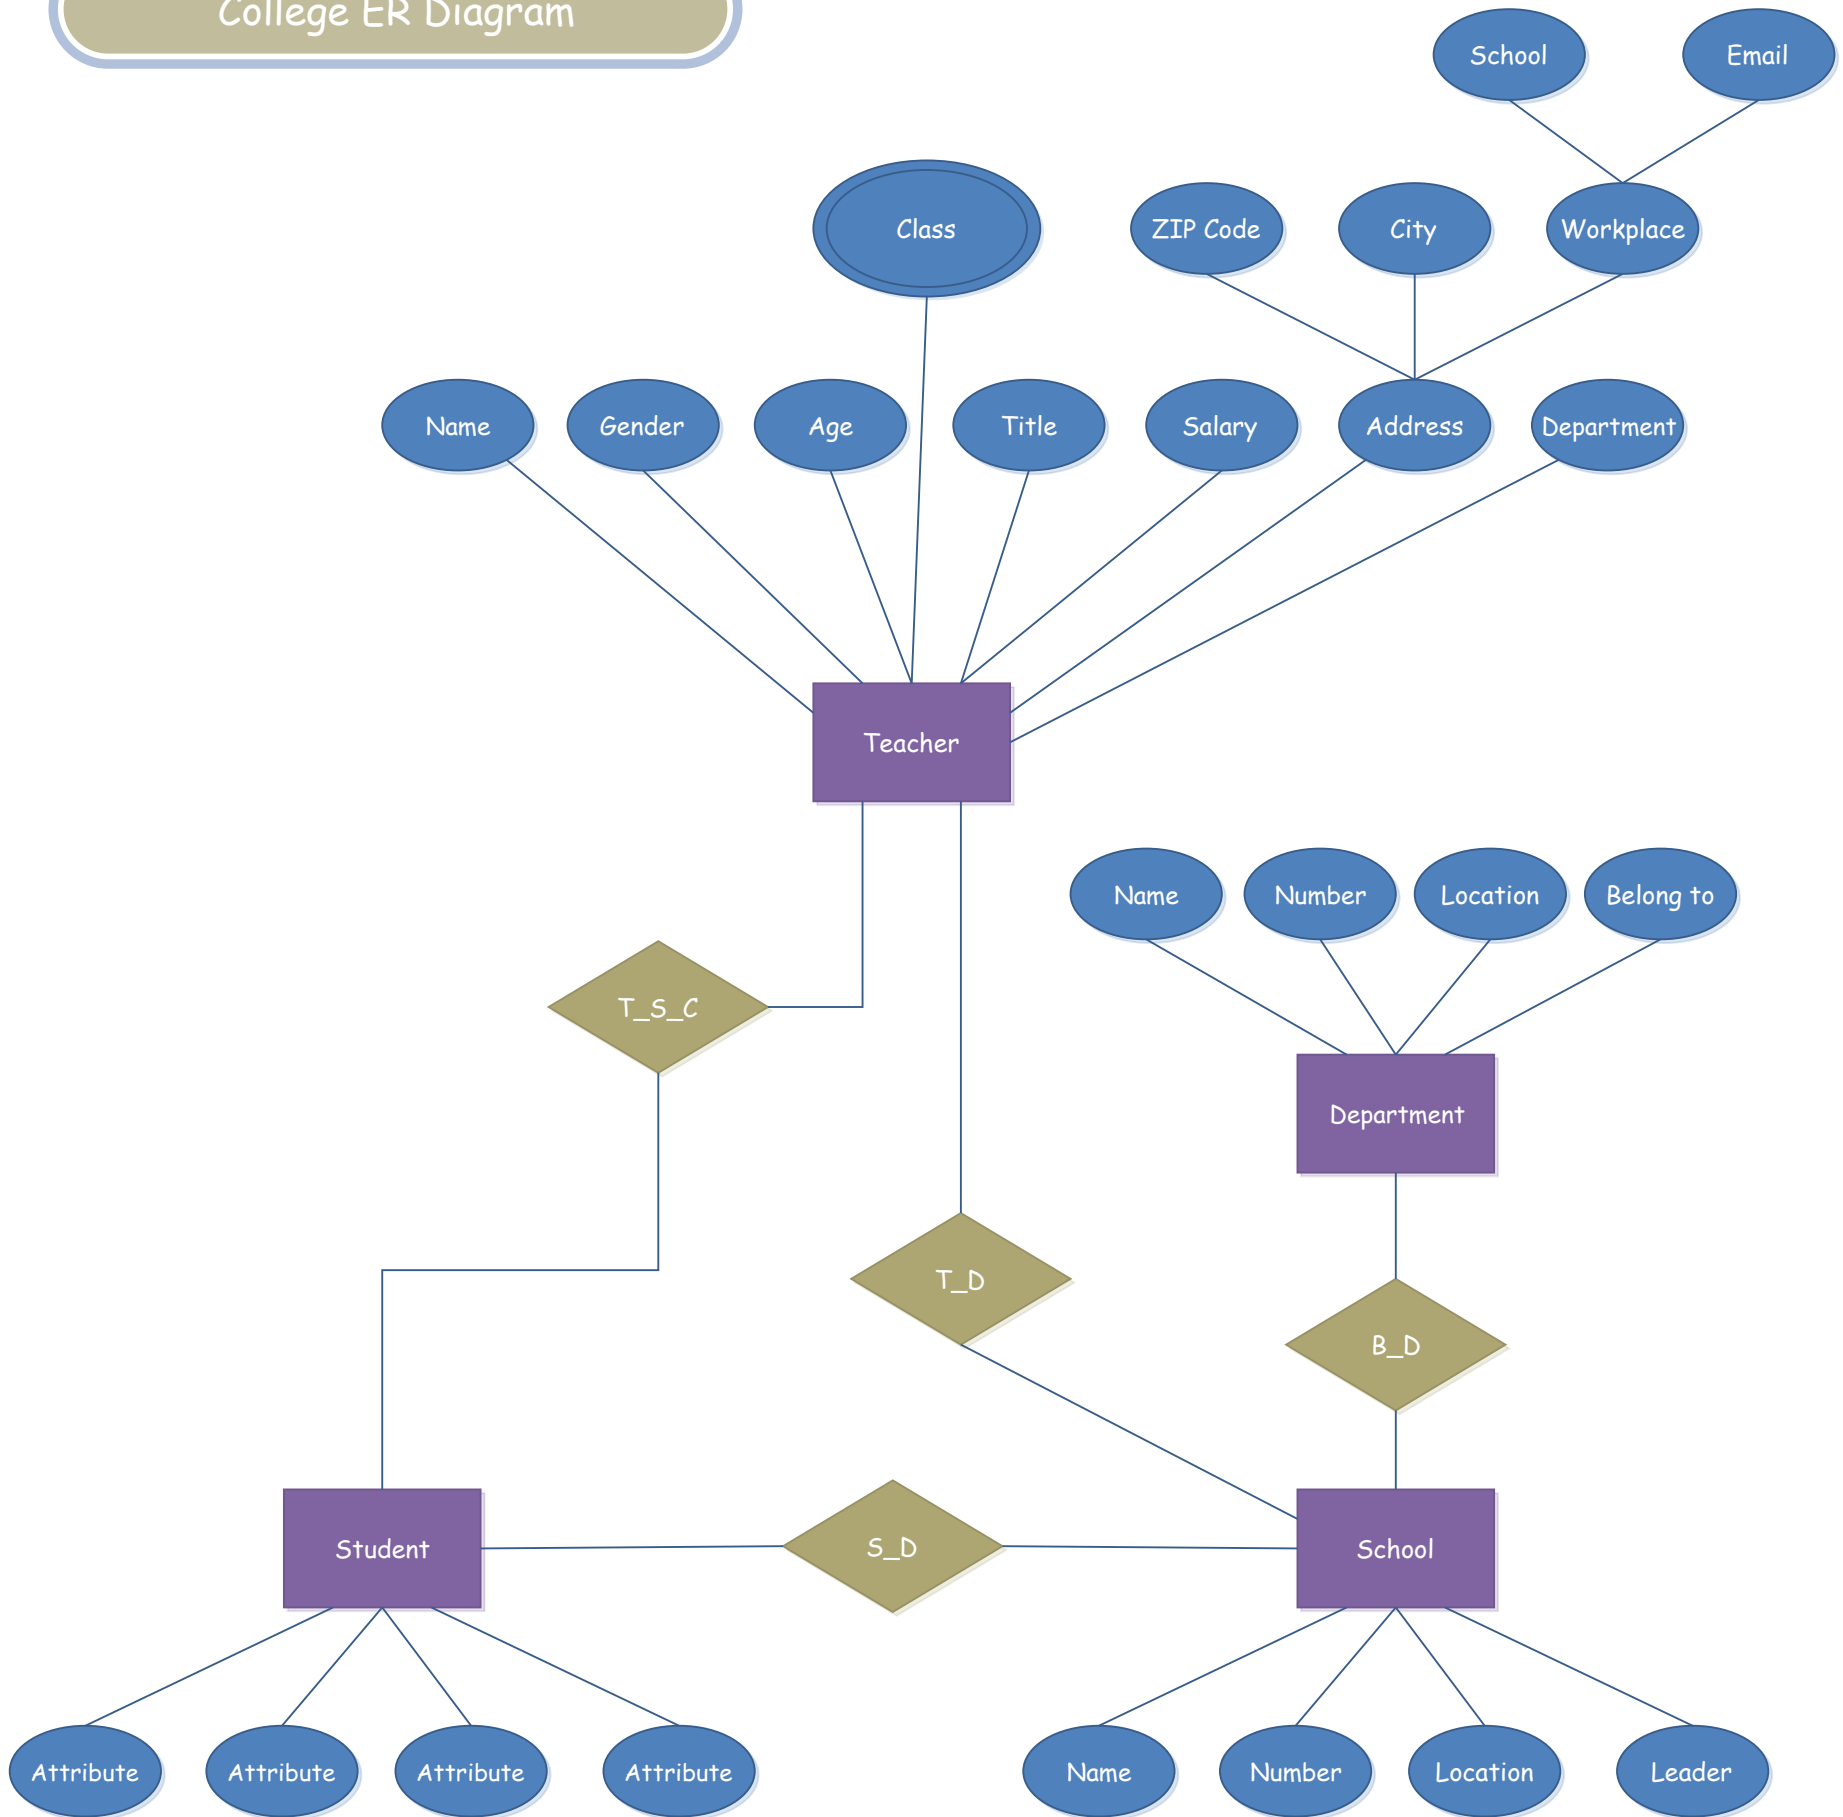 College ER Diagram
School
Email
Class
ZIP Code
City
Workplace
Name
Gender
Age
Title
Salary
Address
Department
Teacher
Name
Number
Location
Belong to
T_S_C
Department
T_D
B_D
Student
S_D
School
Attribute
Attribute
Attribute
Attribute
Name
Number
Location
Leader